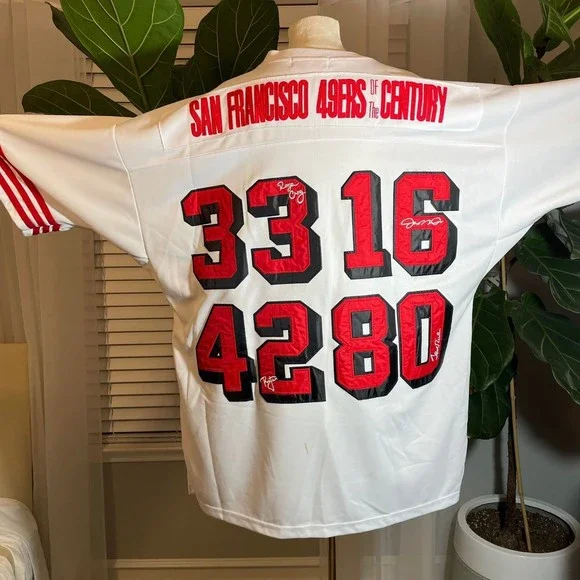 SAN FRANCISCO 49ERS OF The CENTURY
33 16
42 80